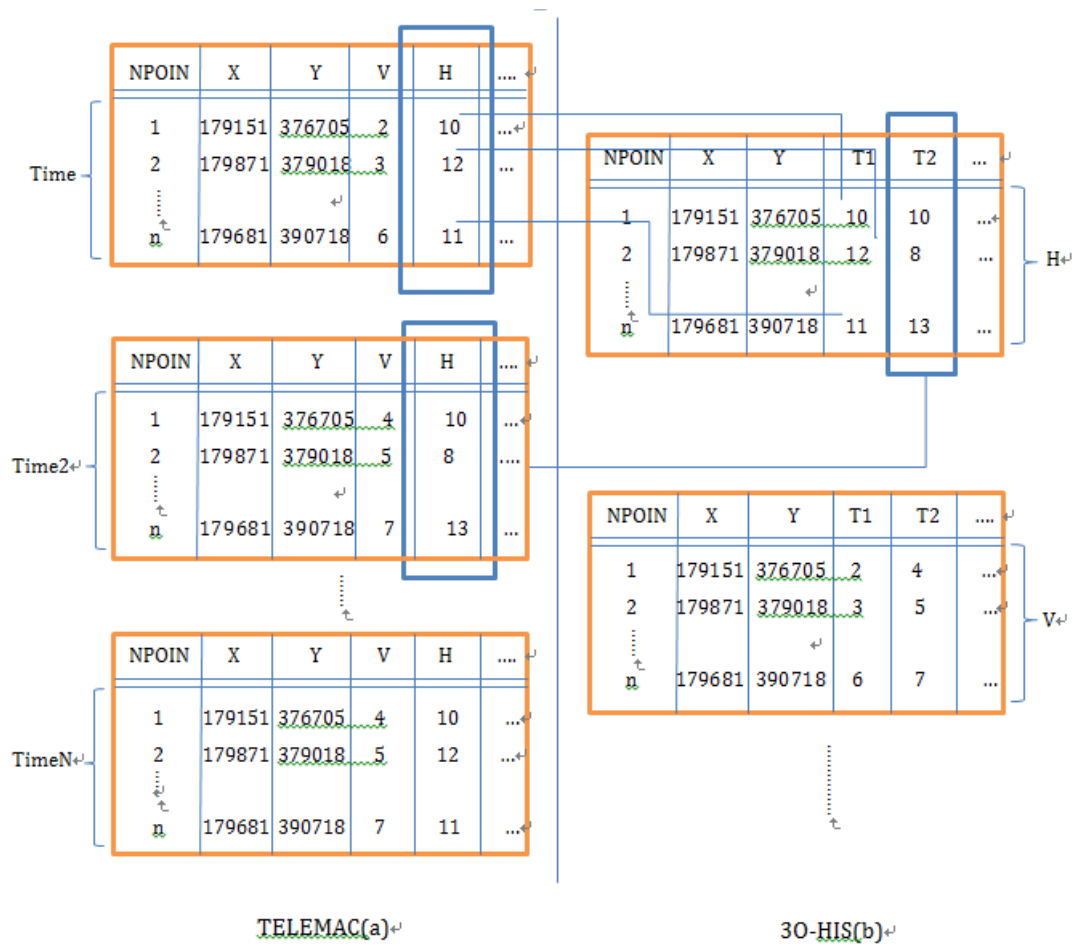 NPOIN X Y V H ....
Time
1 179151 376705 2 10 ...
2 179871 379018 3 12 ...
n 179681 390718 6 11 ...
NPOIN X Y V H ....
Time2
1 179151 376705 4 10 ...
2 179871 379018 5 8 ....
n 179681 390718 7 13 ...
NPOIN X Y V H ....
TimeN
1 179151 376705 4 10 ...
2 179871 379018 5 12 ...
n 179681 390718 7 11 ...
TELEMAC(a)
NPOIN X Y T1 T2 ...
1 179151 376705 10 10 ...
2 179871 379018 12 8 ...
H
n 179681 390718 11 13 ...
NPOIN X Y T1 T2 ....
1 179151 376705 2 4 ...
2 179871 379018 3 5 ...
V
n 179681 390718 6 7 ...
3O-HIS(b)